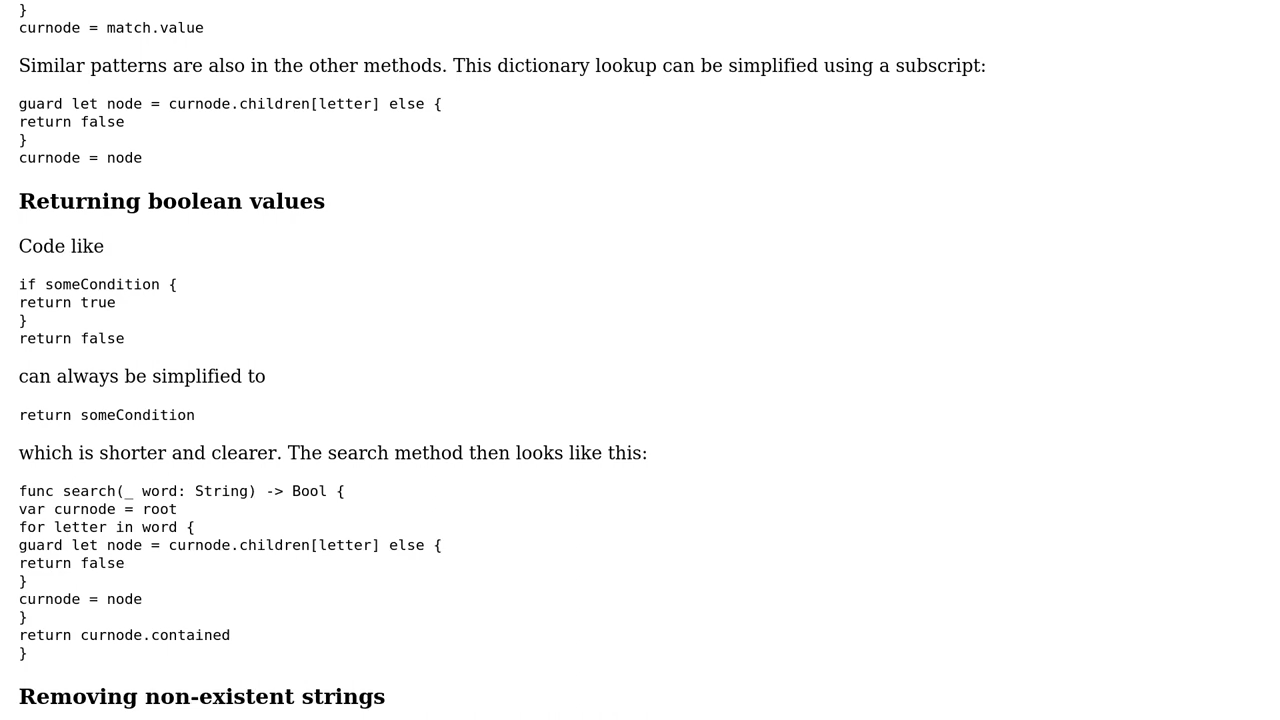 }
curnode = match.value
Similar patterns are also in the other methods. This dictionary lookup can be simplified using a subscript:
guard let node = curnode.children[letter] else {
return false
}
curnode = node
Returning boolean values
Code like
if someCondition {
return true
}
return false
can always be simplified to
return someCondition
which is shorter and clearer. The search method then looks like this:
func search(_ word: String) -> Bool {
var curnode = root
for letter in word {
guard let node = curnode.children[letter] else {
return false
}
curnode = node
}
return curnode.contained
}
Removing non-existent strings